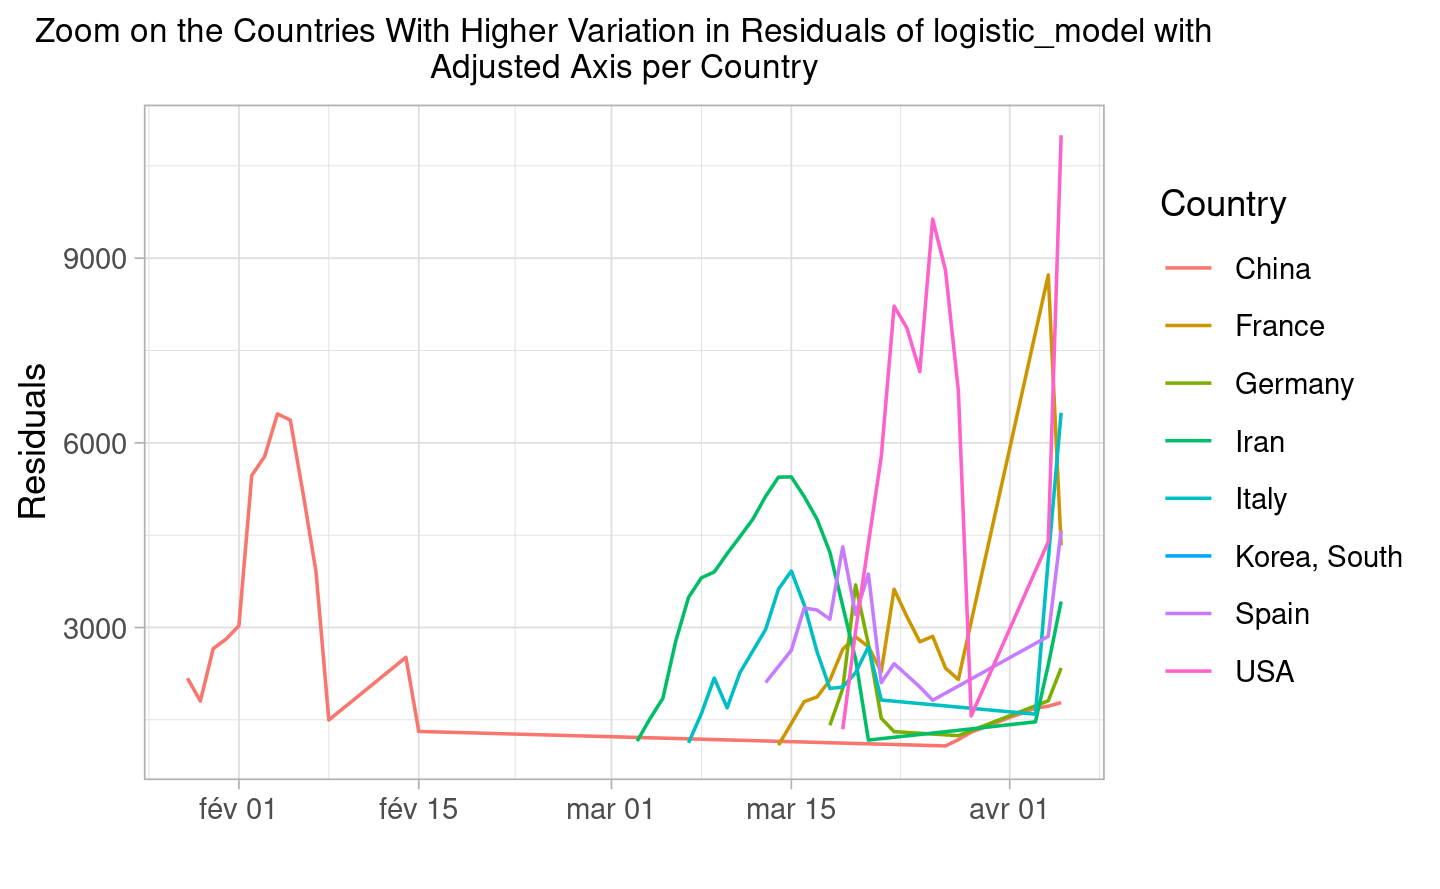 Zoom on the Countries With Higher Variation in Residuals of logistic_model with
Adjusted Axis per Country
Residuals
9000
6000
3000
fév 01
fév 15
mar 01
mar 15
avr 01
Country
China
France
Germany
Iran
Italy
Korea, South
Spain
USA